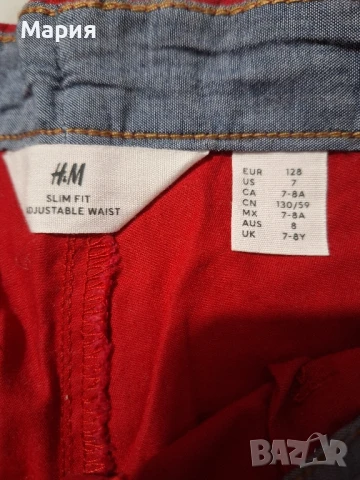 Мария
H&M
SLIM FIT
ADJUSTABLE WAIST
EUR 128
US 7
CA 7-8A
CN 130/59
MX 7-8A
AUS 8
UK 7-8Y
BAZAR